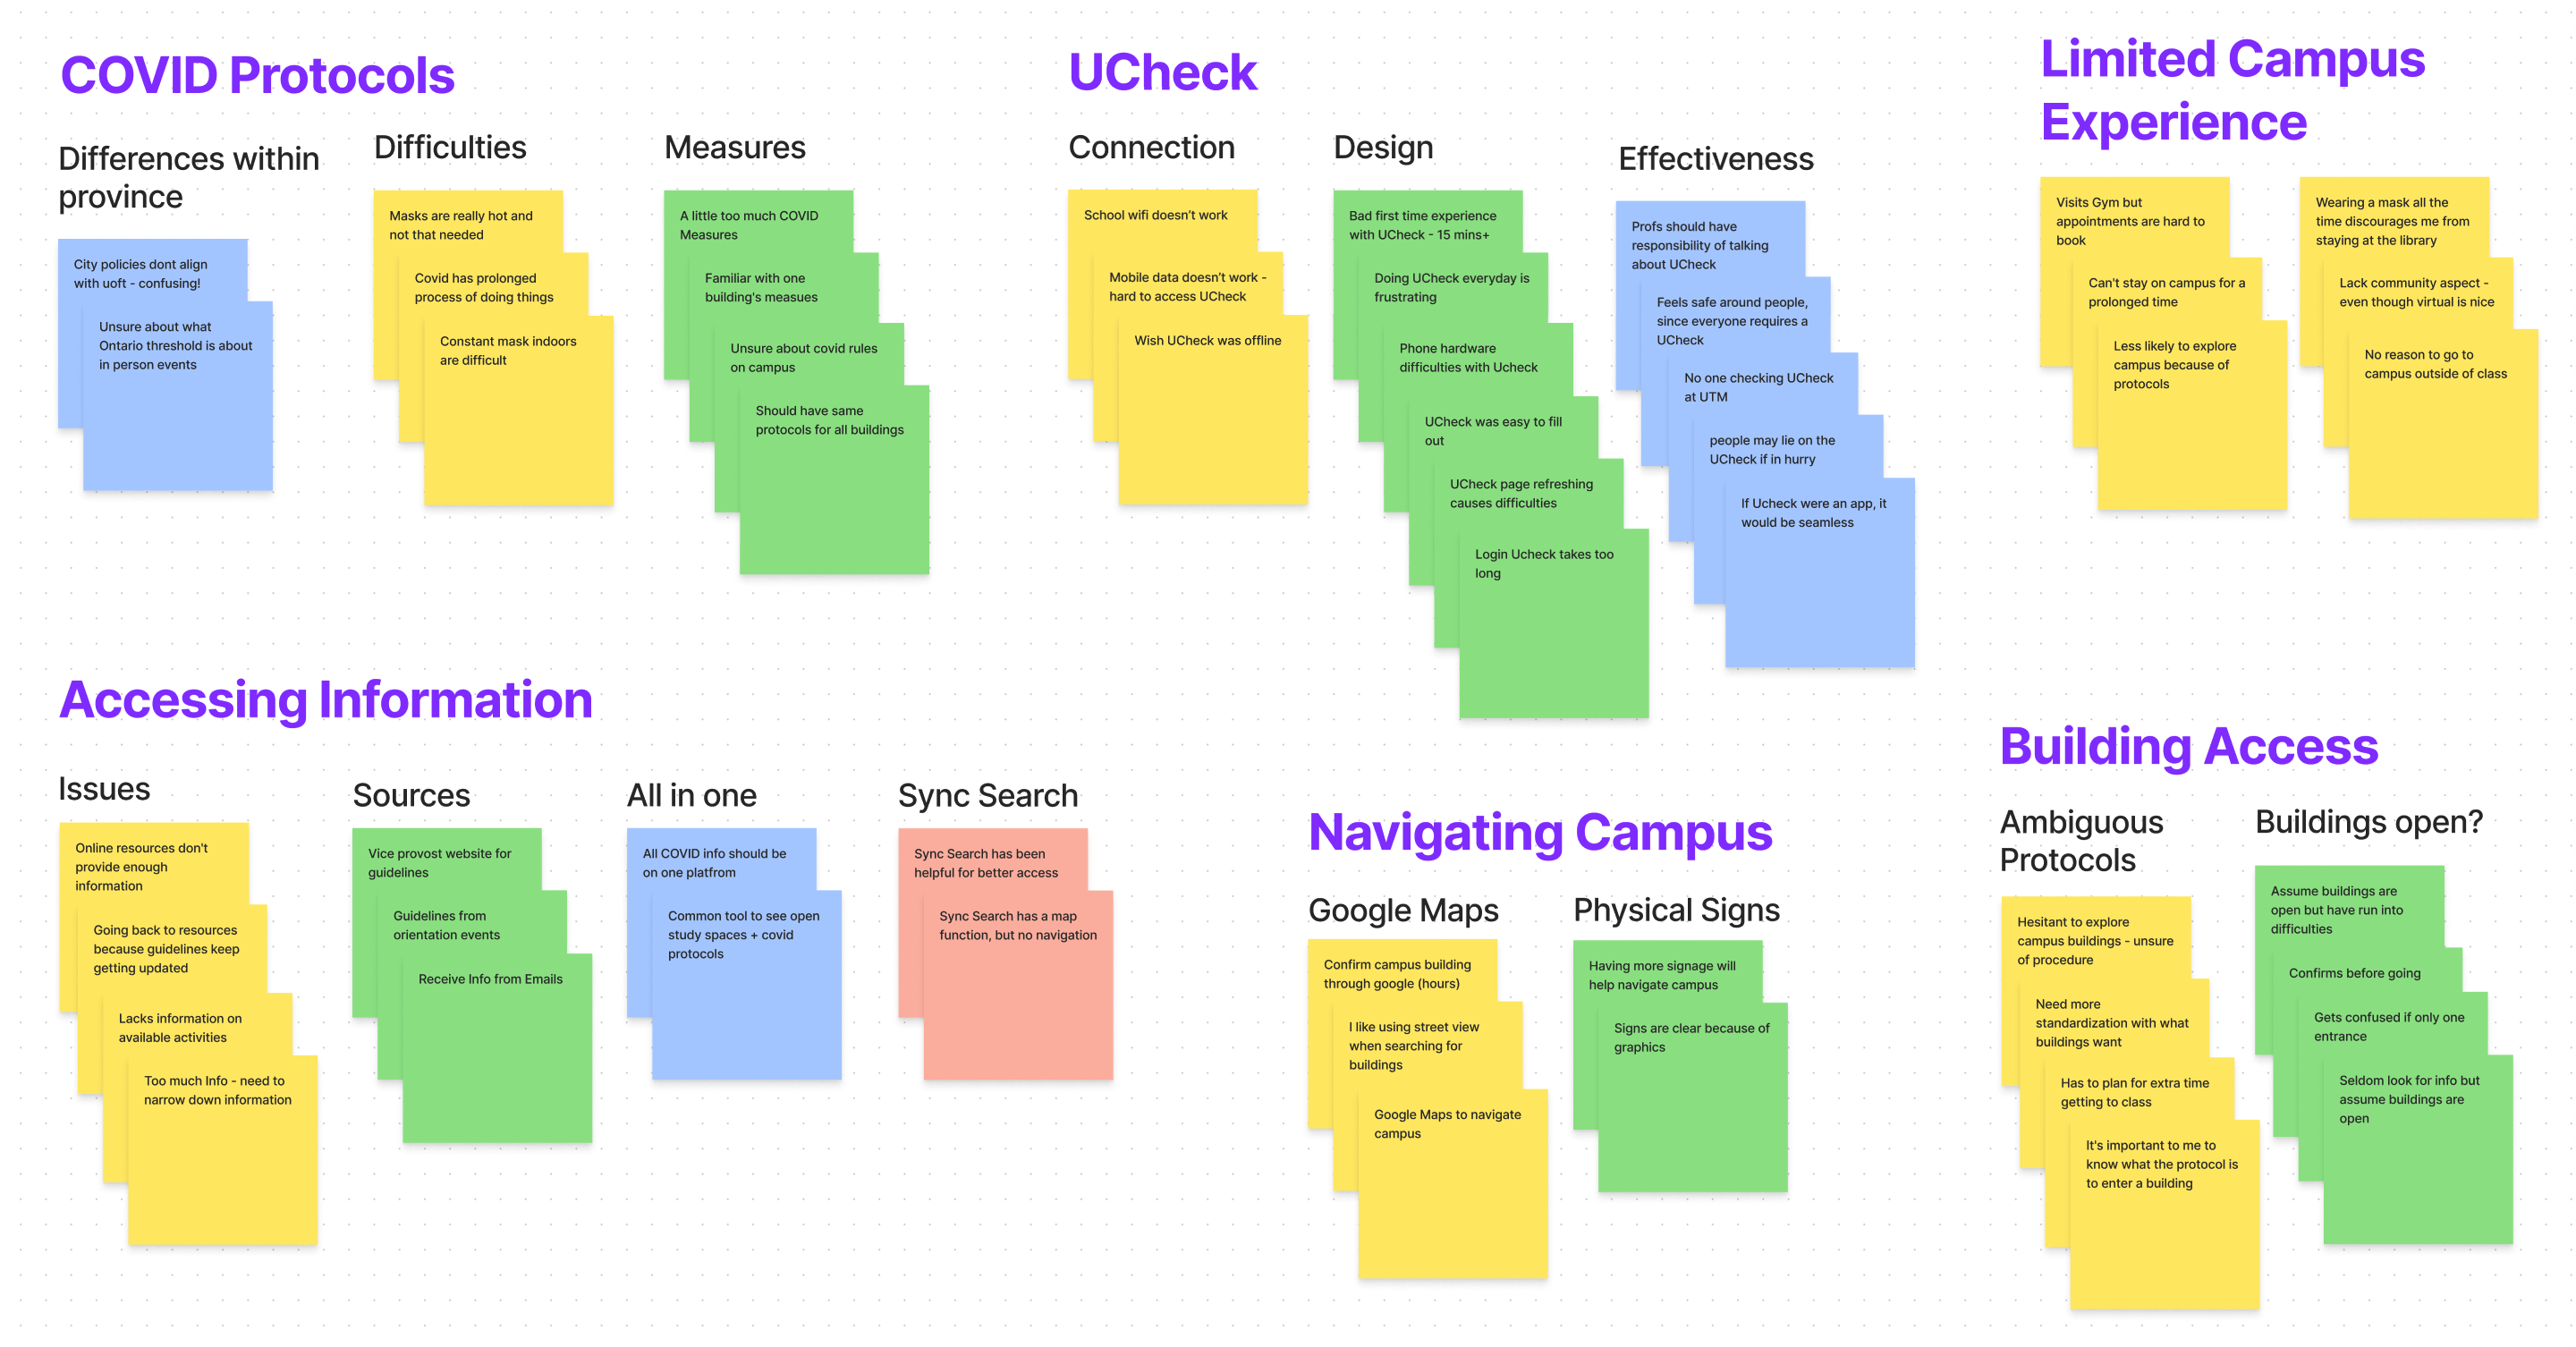 COVID Protocols
Differences within
province
City policies dont align
with uoft - confusing!
Unsure about what
Ontario threshold is about
in person events
Difficulties
Masks are really hot and
not that needed
Covid has prolonged
process of doing things
Constant mask indoors
are difficult
Measures
A little too much COVID
Measures
Familiar with one
building's measues
Unsure about covid rules
on campus
Should have same
protocols for all buildings
UCheck
Connection
School wifi doesn't work
Mobile data doesn't work -
hard to access UCheck
Wish UCheck was offline
Design
Bad first time experience
with UCheck - 15 mins+
Doing UCheck everyday is
frustrating
Phone hardware
difficulties with Ucheck
UCheck was easy to fill
out
UCheck page refreshing
causes difficulties
Login Ucheck takes too
long
Effectiveness
Profs should have
responsibility of talking
about UCheck
Feels safe around people,
since everyone requires a
UCheck
No one checking UCheck
at UTM
people may lie on the
UCheck if in hurry
If Ucheck were an app, it
would be seamless
Limited Campus
Experience
Visits Gym but
appointments are hard to
book
Can't stay on campus for a
prolonged time
Less likely to explore
campus because of
protocols
Wearing a mask all the
time discourages me from
staying at the library
Lack community aspect -
even though virtual is nice
No reason to go to
campus outside of class
Accessing Information
Issues
Online resources don't
provide enough
information
Going back to resources
because guidelines keep
getting updated
Lacks information on
available activities
Too much Info - need to
narrow down information
Sources
Vice provost website for
guidelines
Guidelines from
orientation events
Receive Info from Emails
All in one
All COVID info should be
on one platfrom
Common tool to see open
study spaces + covid
protocols
Sync Search
Sync Search has been
helpful for better access
Sync Search has a map
function, but no navigation
Navigating Campus
Google Maps
Confirm campus building
through google (hours)
I like using street view
when searching for
buildings
Google Maps to navigate
campus
Physical Signs
Having more signage will
help navigate campus
Signs are clear because of
graphics
Building Access
Ambiguous
Protocols
Hesitant to explore
campus buildings - unsure
of procedure
Need more
standardization with what
buildings want
Has to plan for extra time
getting to class
It's important to me to
know what the protocol is
to enter a building
Buildings open?
Assume buildings are
open but have run into
difficulties
Confirms before going
Gets confused if only one
entrance
Seldom look for info but
assume buildings are
open